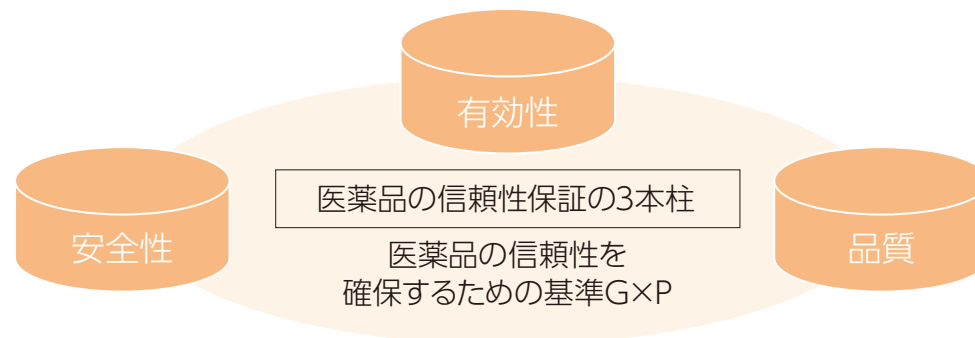 有効性
安全性
医薬品の信頼性保証の3本柱
品質
医薬品の信頼性を
確保するための基準G×P